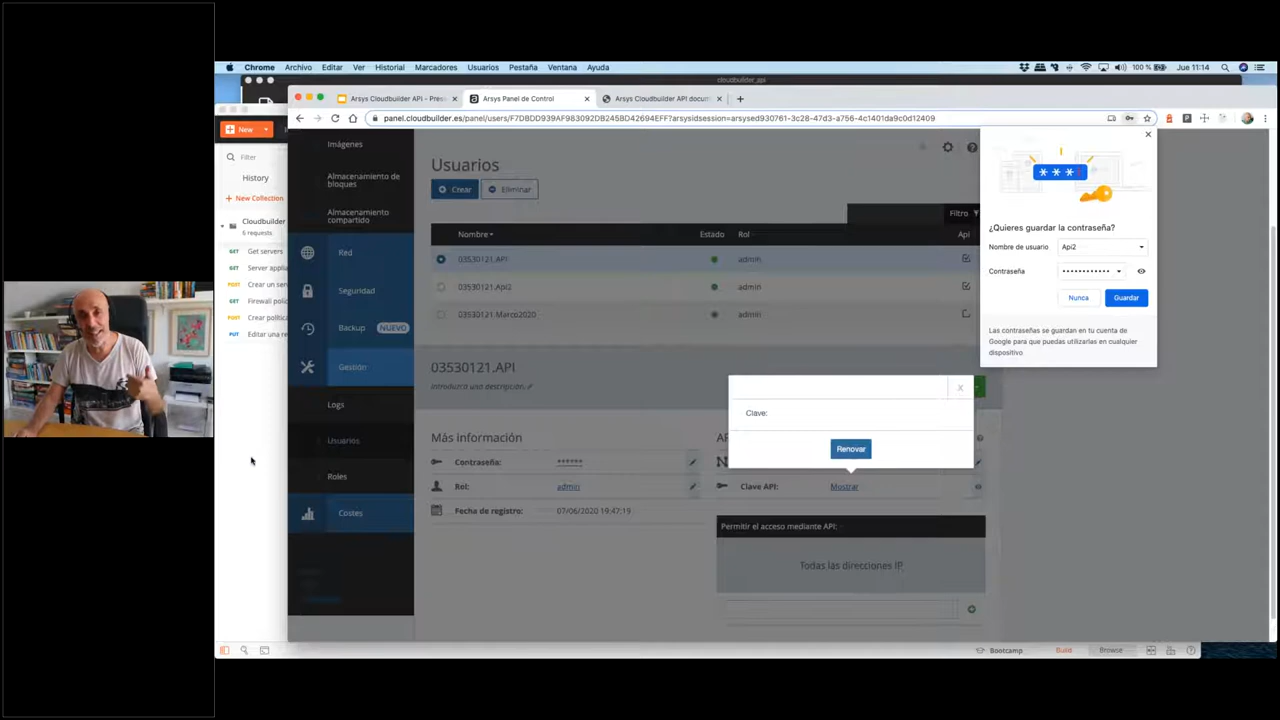 Chrome Archivo Editar Ver Historial Marcadores Usuarios Pestaña Ventana Ayuda
100 % Jue 11:14
cloudbuilder_api
Arsys Cloudbuilder API - Pres
Arsys Panel de Control
Arsys Cloudbuilder API docum
panel.cloudbuilder.es/panel/users/F7DBDD939AF983092DB245BD42694EFF?arsysidsession=arsysed930761-3c28-47d3-a756-4c1401da9c0d12409
New
Filter
History
+ New Collection
Cloudbuilder
6 requests
GET Get servers
GET Server applia
POST Crear un ser
GET Firewall polic
POST Crear polític
PUT Editar una re
Imágenes
Almacenamiento de
bloques
Almacenamiento
compartido
Red
Seguridad
Backup NUEVO
Gestión
Logs
Usuarios
Roles
Costes
Usuarios
Crear
Eliminar
Filtro
Nombre Estado Rol Api
03530121.API admin
03530121.Api2 admin
03530121.Marco2020 admin
03530121.API
Introduzca una descripción
Más información
Contraseña: ******
Rol: admin
Fecha de registro: 07/06/2020 19:47:19
X
Clave:
Renovar
Clave API: Mostrar
Permitir el acceso mediante API:
Todas las direcciones IP
¿Quieres guardar la contraseña?
Nombre de usuario Api2
Contraseña ••••••••••••
Nunca
Guardar
Las contraseñas se guardan en tu cuenta de
Google para que puedas utilizarlas en cualquier
dispositivo
Bootcamp Build Browse